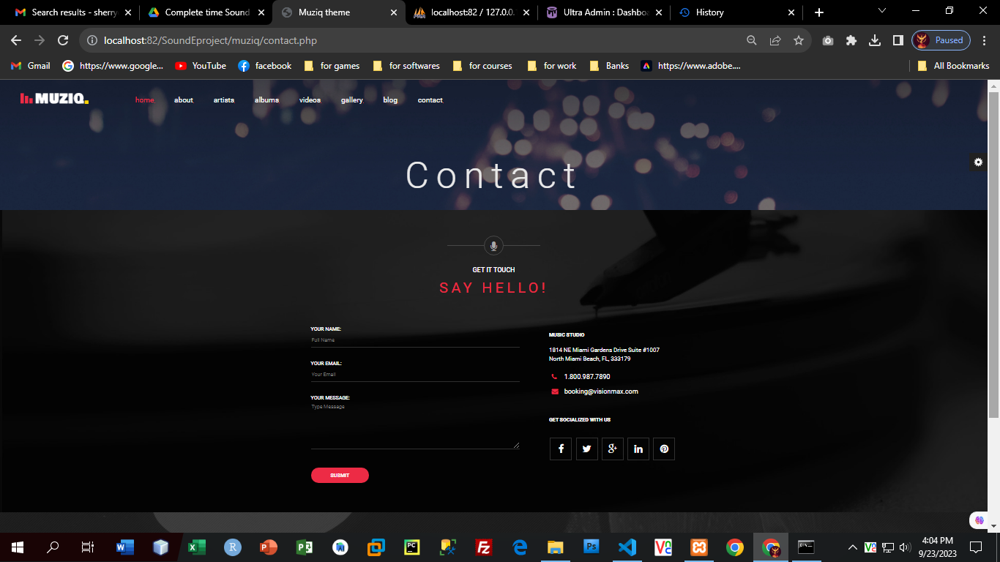 Search results - sherry
Complete time Sound
Muziq theme
localhost:82 / 127.0.0.
Ultra Admin : Dashboa
History
localhost:82/SoundEproject/muziq/contact.php
Paused
Gmail
https://www.google...
YouTube
facebook
for games
for softwares
for courses
for work
Banks
https://www.adobe....
All Bookmarks
MUZIQ.
home.
about
artists
albums
videos
gallery
blog
contact
Contact
GET IT TOUCH
SAY HELLO!
YOUR NAME:
Full Name
YOUR EMAIL:
Your Email
YOUR MESSAGE:
Type Message
SUBMIT
MUSIC STUDIO
1814 NE Miami Gardens Drive Suite #1007
North Miami Beach, FL, 333179
1.800.987.7890
booking@visionmax.com
GET SOCIALIZED WITH US
4:04 PM
9/23/2023